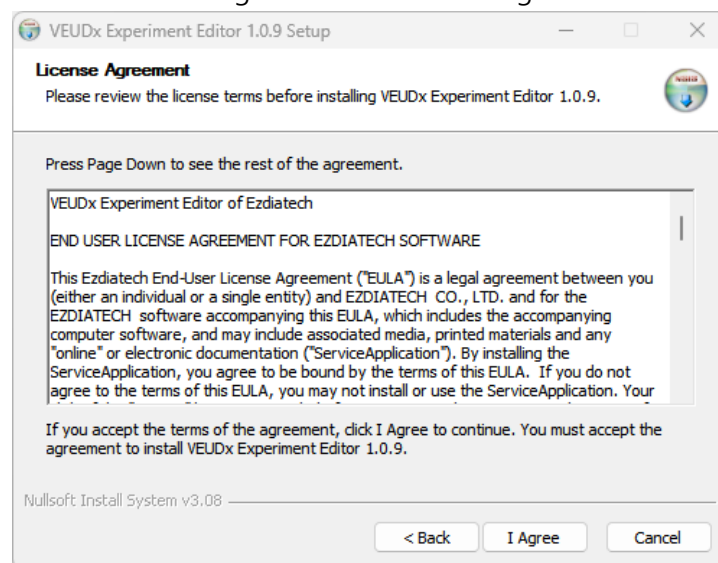 VEUDx Experiment Editor 1.0.9 Setup
License Agreement
Please review the license terms before installing VEUDx Experiment Editor 1.0.9.
Press Page Down to see the rest of the agreement.
VEUDx Experiment Editor of Ezdiatech
END USER LICENSE AGREEMENT FOR EZDIATECH SOFTWARE
This Ezdiatech End-User License Agreement ("EULA") is a legal agreement between you
(either an individual or a single entity) and EZDIATECH  CO., LTD. and for the
EZDIATECH  software accompanying this EULA, which includes the accompanying
computer software, and may include associated media, printed materials and any
"online" or electronic documentation ("ServiceApplication"). By installing the
ServiceApplication, you agree to be bound by the terms of this EULA.  If you do not
agree to the terms of this EULA, you may not install or use the ServiceApplication. Your
If you accept the terms of the agreement, click I Agree to continue. You must accept the
agreement to install VEUDx Experiment Editor 1.0.9.
Nullsoft Install System v3.08
< Back
I Agree
Cancel